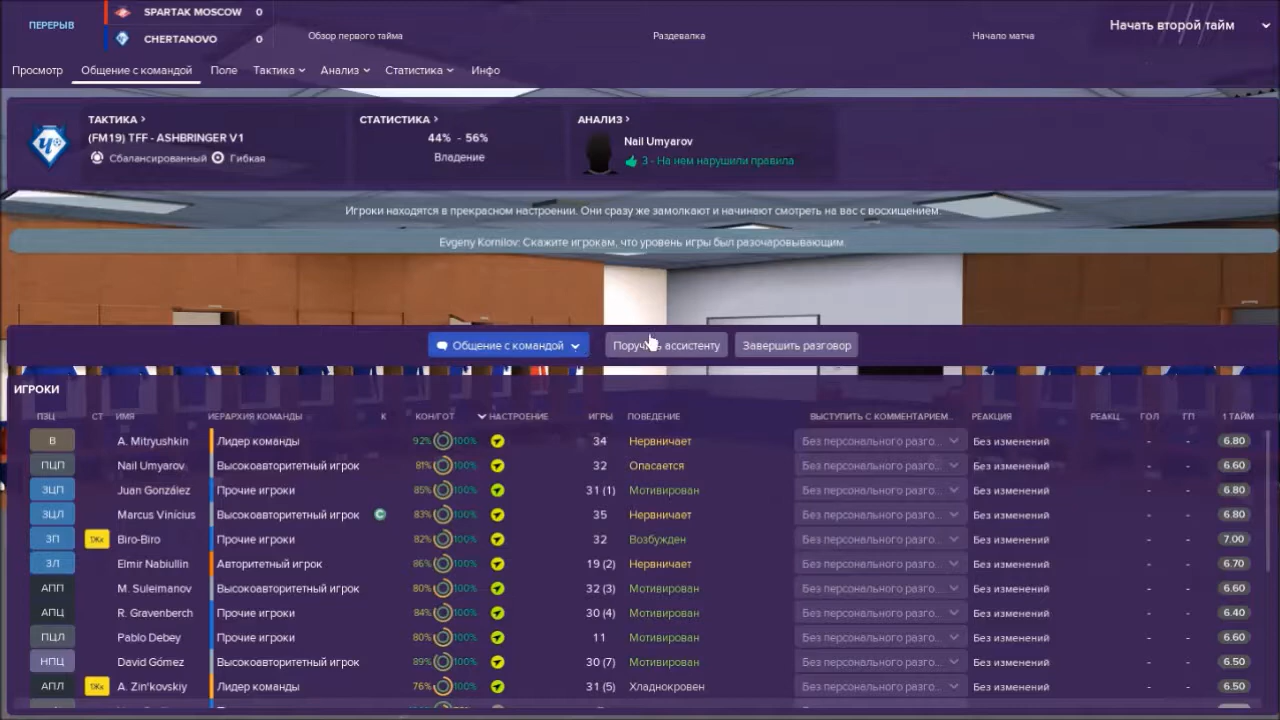 ПЕРЕРЫВ
SPARTAK MOSCOW 0
CHERTANOVO 0
Обзор первого тайма Раздевалка Начало матча
Начать второй тайм
Просмотр Общение с командой Поле Тактика Анализ Статистика Инфо
ТАКТИКА >
(FM19) TFF - ASHBRINGER V1
Сбалансированный Гибкая
СТАТИСТИКА >
44% - 56%
Владение
АНАЛИЗ >
Nail Umyarov
3 - На нем нарушили правила
Игроки находятся в прекрасном настроении. Они сразу же замолкают и начинают смотреть на вас с восхищением.
Evgeny Kornilov: Скажите игрокам, что уровень игры был разочаровывающим.
Общение с командой Поручить ассистенту Завершить разговор
ИГРОКИ
ПЗЦ СТ ИМЯ ИЕРАРХИЯ КОМАНДЫ К КОН/ГОТ НАСТРОЕНИЕ ИГРЫ ПОВЕДЕНИЕ ВЫСТУПИТЬ С КОММЕНТАРИЕМ... РЕАКЦИЯ РЕАКЦ... ГОЛ ГП 1 ТАЙМ
В A. Mitryushkin Лидер команды 92% 100% 34 Нервничает Без персонального разго... Без изменений - - 6.80
ПЦП Nail Umyarov Высокоавторитетный игрок 81% 100% 32 Опасается Без персонального разго... Без изменений - - 6.60
ЗЦП Juan González Прочие игроки 85% 100% 31 (1) Мотивирован Без персонального разго... Без изменений - - 6.80
ЗЦЛ Marcus Vinícius Высокоавторитетный игрок C 83% 100% 35 Нервничает Без персонального разго... Без изменений - - 6.80
ЗП 1Жк Biro-Biro Прочие игроки 82% 100% 32 Возбужден Без персонального разго... Без изменений - - 7.00
ЗЛ Elmir Nabiullin Авторитетный игрок 86% 100% 19 (2) Нервничает Без персонального разго... Без изменений - - 6.70
АПП M. Suleimanov Высокоавторитетный игрок 80% 100% 32 (3) Мотивирован Без персонального разго... Без изменений - - 6.60
АПЦ R. Gravenberch Прочие игроки 84% 100% 30 (4) Мотивирован Без персонального разго... Без изменений - - 6.40
ПЦЛ Pablo Debey Прочие игроки 80% 100% 11 Мотивирован Без персонального разго... Без изменений - - 6.60
НПЦ David Gómez Высокоавторитетный игрок 89% 100% 30 (7) Мотивирован Без персонального разго... Без изменений - - 6.50
АПЛ 1Жк A. Zin'kovskiy Лидер команды 76% 100% 31 (5) Хладнокровен Без персонального разго... Без изменений - - 6.50